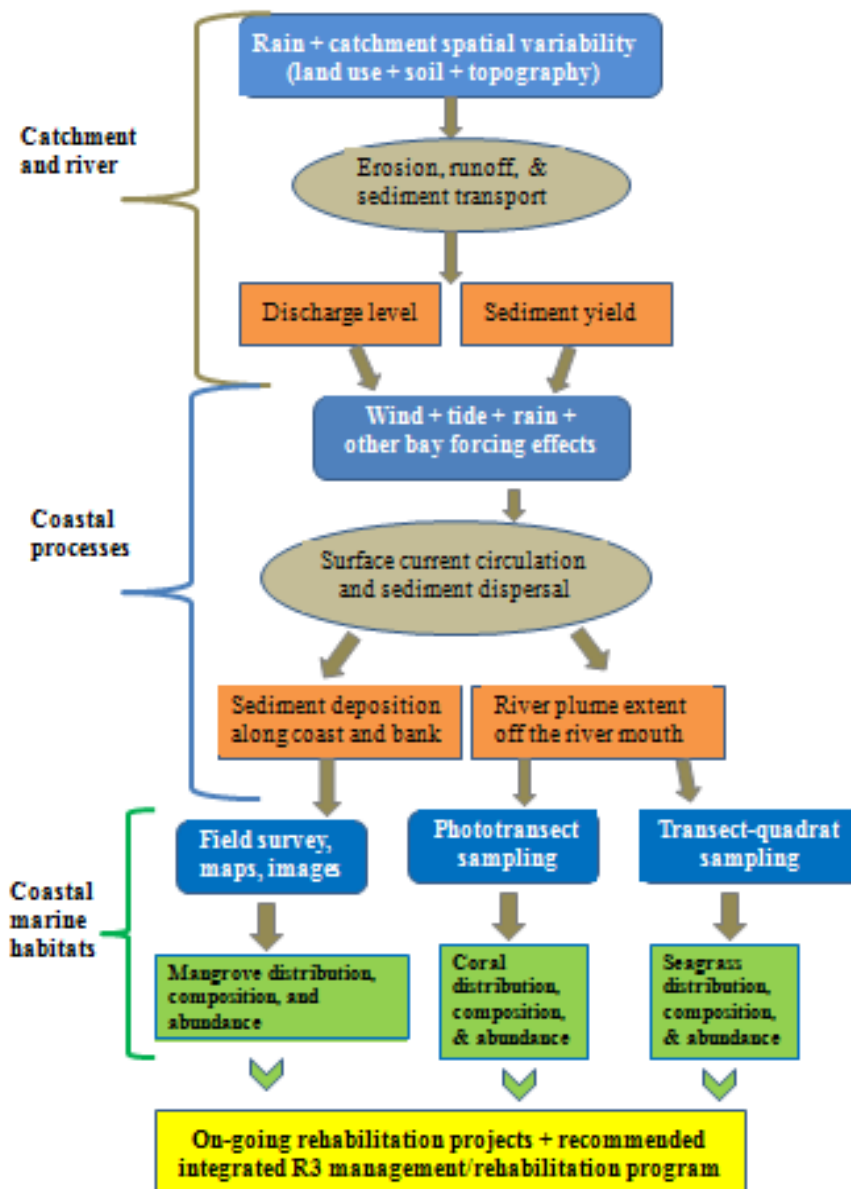 Rain + catchment spatial variability
(land use + soil + topography)
Catchment
and river
Erosion, runoff, &
sediment transport
Discharge level
Sediment yield
Wind + tide + rain +
other bay forcing effects
Coastal
processes
Surface current circulation
and sediment dispersal
Sediment deposition
along coast and bank
River plume extent
off the river mouth
Field survey,
maps, images
Phototransect
sampling
Transect-quadrat
sampling
Coastal
marine
habitats
Mangrove distribution,
composition, and
abundance
Coral
distribution,
composition,
& abundance
Seagrass
distribution,
composition,
& abundance
On-going rehabilitation projects + recommended
integrated R3 management/rehabilitation program